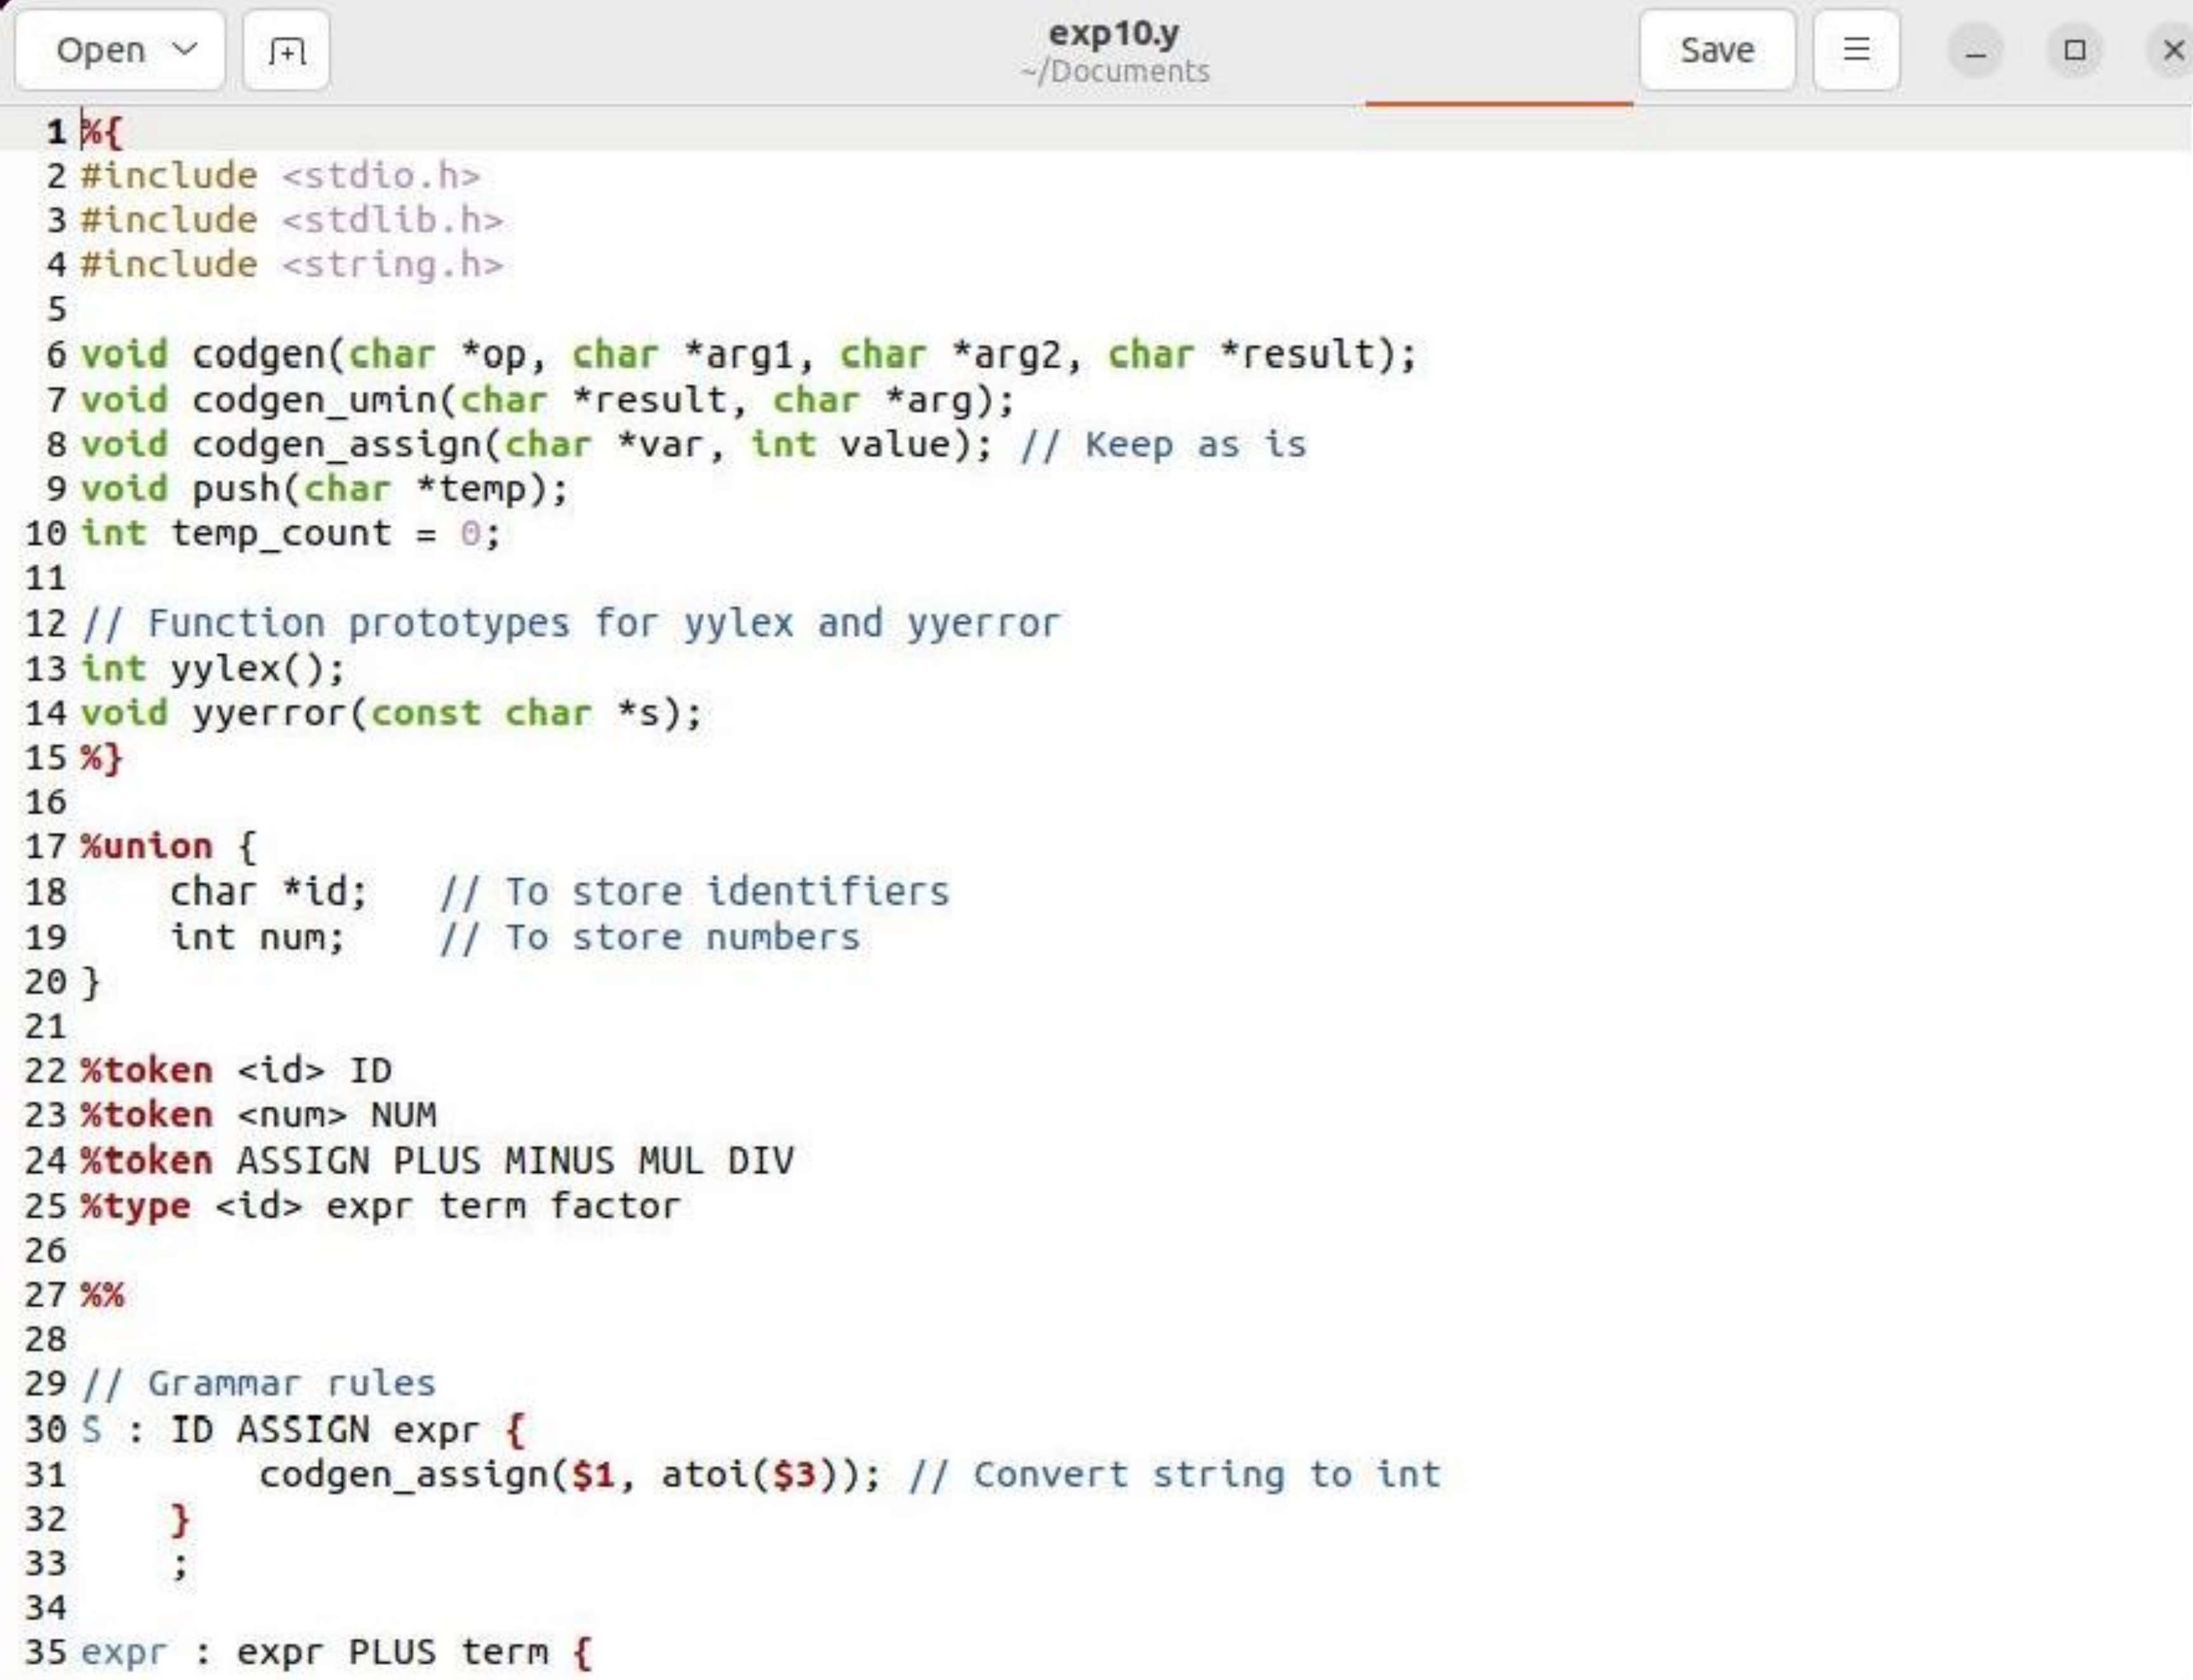 Open
exp10.y
~/Documents
Save
1 %{
2 #include <stdio.h>
3 #include <stdlib.h>
4 #include <string.h>
5
6 void codgen(char *op, char *arg1, char *arg2, char *result);
7 void codgen_umin(char *result, char *arg);
8 void codgen_assign(char *var, int value); // Keep as is
9 void push(char *temp);
10 int temp_count = 0;
11
12 // Function prototypes for yylex and yyerror
13 int yylex();
14 void yyerror(const char *s);
15 %}
16
17 %union {
18     char *id;   // To store identifiers
19     int num;    // To store numbers
20 }
21
22 %token <id> ID
23 %token <num> NUM
24 %token ASSIGN PLUS MINUS MUL DIV
25 %type <id> expr term factor
26
27 %%
28
29 // Grammar rules
30 S : ID ASSIGN expr {
31         codgen_assign($1, atoi($3)); // Convert string to int
32     }
33     ;
34
35 expr : expr PLUS term {